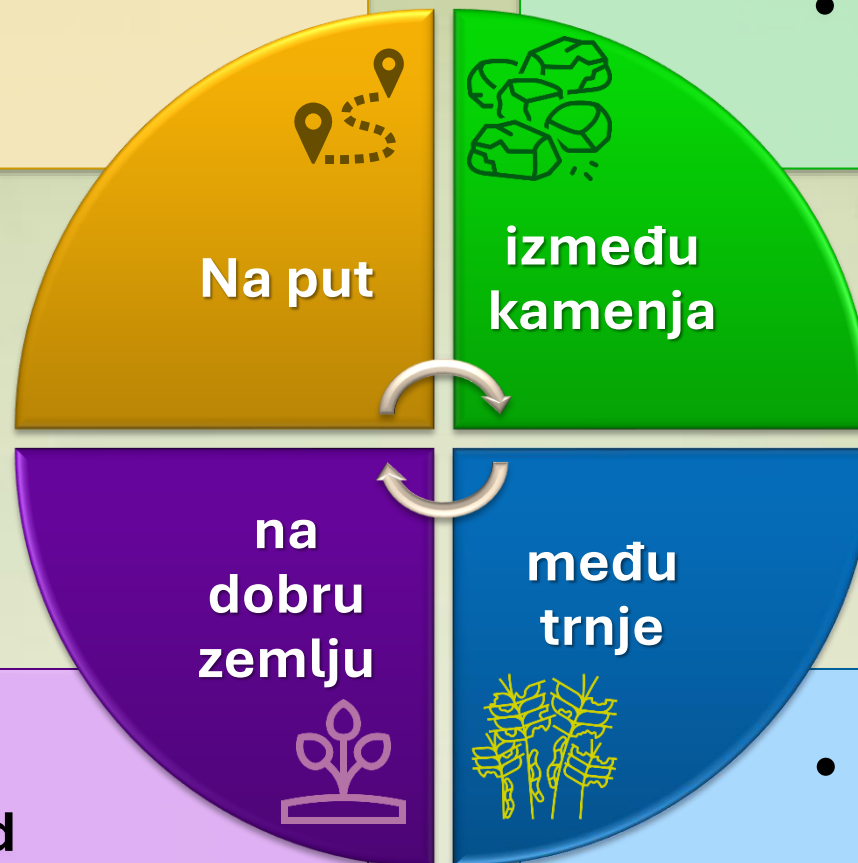 Na put
između
kamenja
na
dobru
zemlju
među
trnje
d